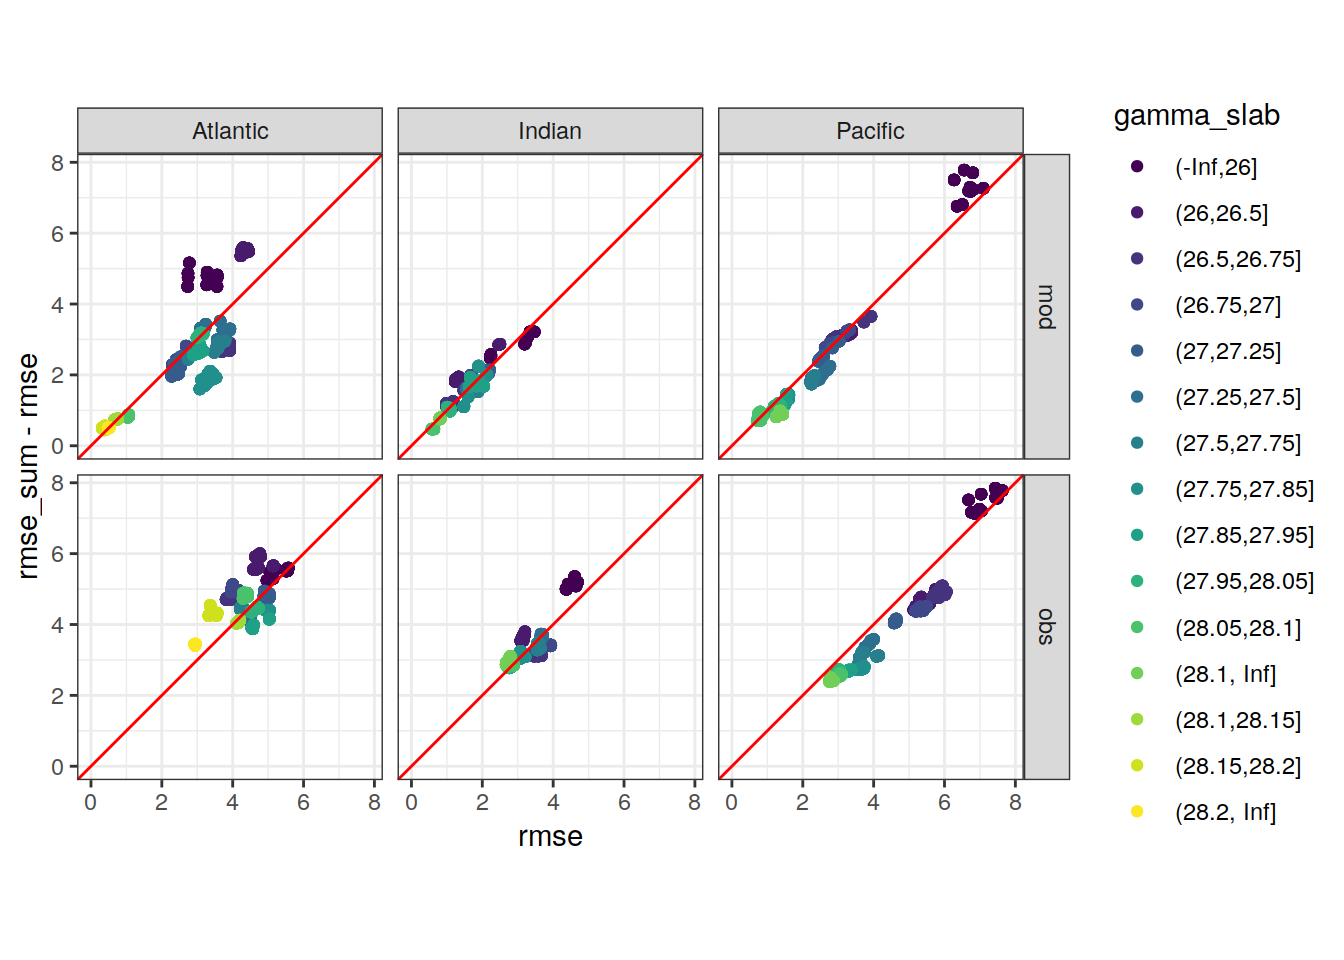 Atlantic
Indian
Pacific
8
6
4
2
0
mod
8
6
4
2
0
obs
0 2 4 6 8
0 2 4 6 8
0 2 4 6 8
rmse
rmse_sum - rmse
gamma_slab
(-Inf,26]
(26,26.5]
(26.5,26.75]
(26.75,27]
(27,27.25]
(27.25,27.5]
(27.5,27.75]
(27.75,27.85]
(27.85,27.95]
(27.95,28.05]
(28.05,28.1]
(28.1, Inf]
(28.1,28.15]
(28.15,28.2]
(28.2, Inf]